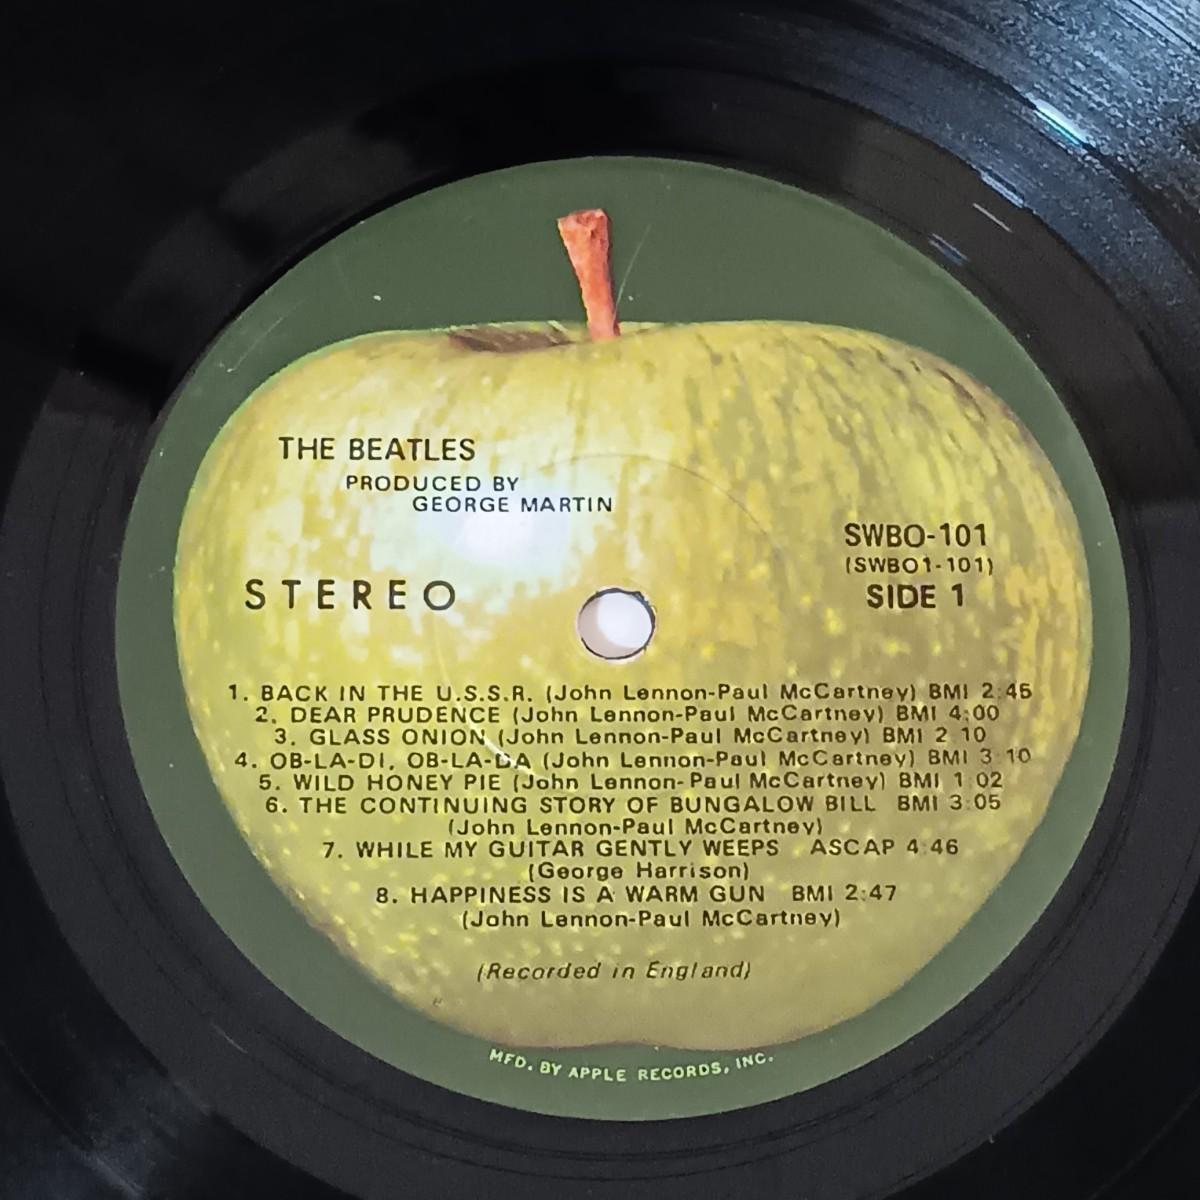 THE BEATLES
PRODUCED BY
GEORGE MARTIN
STEREO
SWBO-101
(SWBO1-101)
SIDE 1
1. BACK IN THE U.S.S.R. (John Lennon-Paul McCartney) BMI 2:45
2. DEAR PRUDENCE (John Lennon-Paul McCartney) BMI 4:00
3. GLASS ONION (John Lennon-Paul McCartney) BMI 2:10
4. OB-LA-DI, OB-LA-DA (John Lennon-Paul McCartney) BMI 3:10
5. WILD HONEY PIE (John Lennon-Paul McCartney) BMI 1:02
6. THE CONTINUING STORY OF BUNGALOW BILL BMI 3:05
(John Lennon-Paul McCartney)
7. WHILE MY GUITAR GENTLY WEEPS ASCAP 4:46
(George Harrison)
8. HAPPINESS IS A WARM GUN BMI 2:47
(John Lennon-Paul McCartney)
(Recorded in England)
MFD. BY APPLE RECORDS, INC.